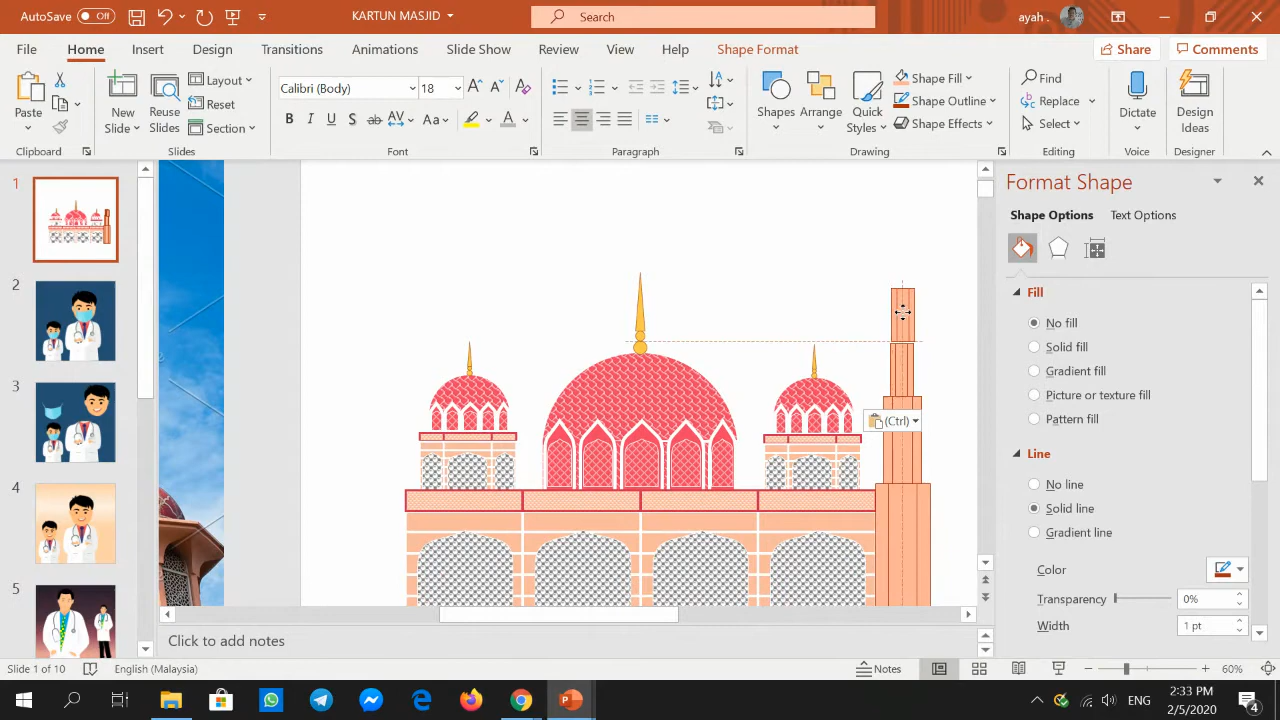 AutoSave Off KARTUN MASJID Search ayah .
File Home Insert Design Transitions Animations Slide Show Review View Help Shape Format Share Comments
Paste New Slide Reuse Slides Layout Reset Section
Calibri (Body) 18
Shapes Arrange Quick Styles Shape Fill Shape Outline Shape Effects
Find Replace Select Dictate Design Ideas
Clipboard Slides Font Paragraph Drawing Editing Voice Designer
Format Shape
Shape Options Text Options
1
2
3
4
5
(Ctrl)
Fill
No fill
Solid fill
Gradient fill
Picture or texture fill
Pattern fill
Line
No line
Solid line
Gradient line
Color
Transparency 0%
Width 1 pt
Click to add notes
Slide 1 of 10 English (Malaysia) Notes 60%
ENG 2:33 PM 2/5/2020 4